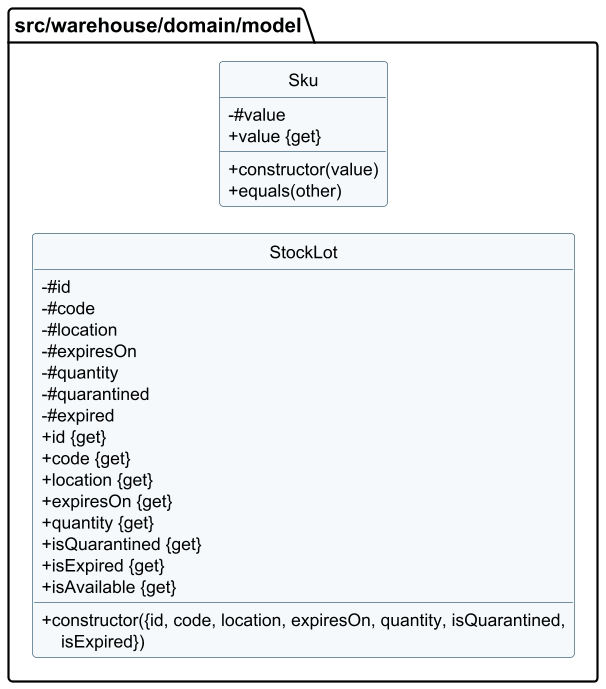 src/warehouse/domain/model
Sku
-#value
+value {get}
+constructor(value)
+equals(other)
StockLot
-#id
-#code
-#location
-#expiresOn
-#quantity
-#quarantined
-#expired
+id {get}
+code {get}
+location {get}
+expiresOn {get}
+quantity {get}
+isQuarantined {get}
+isExpired {get}
+isAvailable {get}
+constructor({id, code, location, expiresOn, quantity, isQuarantined,
isExpired})